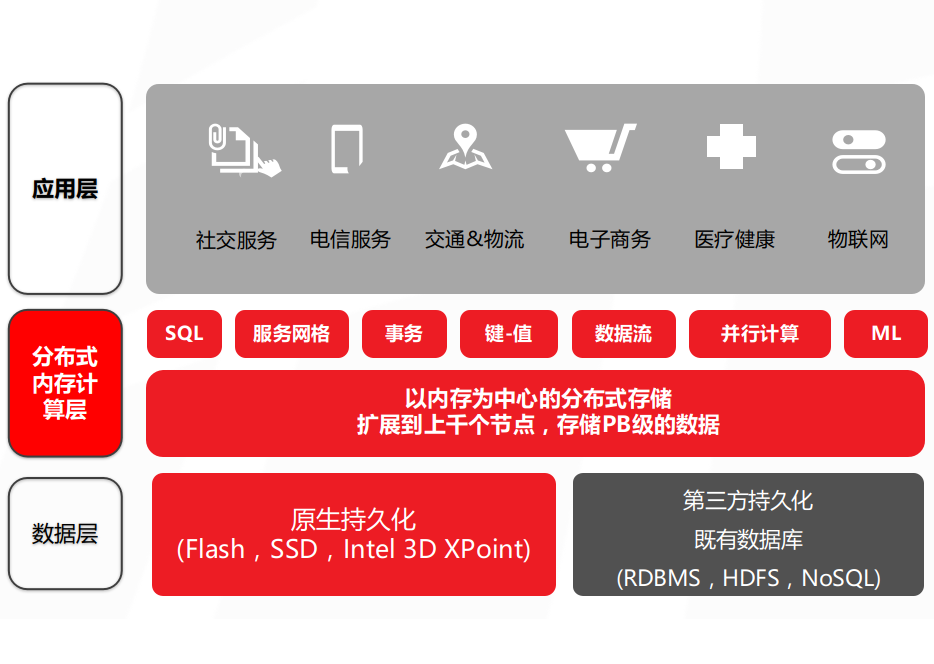 应用层
社交服务
电信服务
交通&物流
电子商务
医疗健康
物联网
分布式
内存计
算层
SQL
服务网格
事务
键-值
数据流
并行计算
ML
以内存为中心的分布式存储
扩展到上千个节点，存储PB级的数据
数据层
原生持久化
(Flash，SSD，Intel 3D XPoint)
第三方持久化
既有数据库
(RDBMS，HDFS，NoSQL)